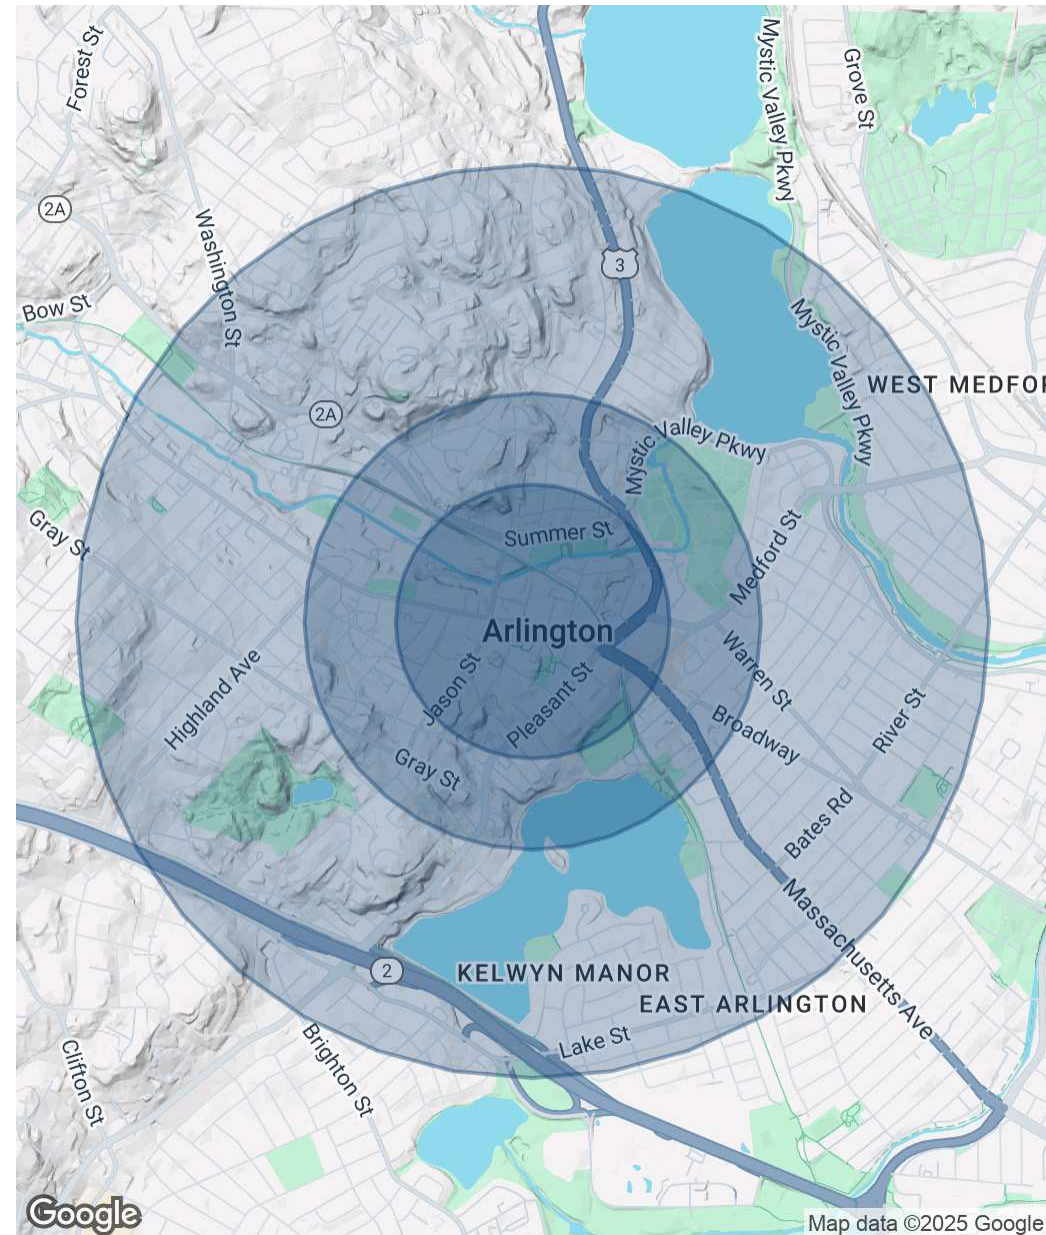 Forest St
Mystic Valley Pkwy
Grove St
2A
Washington St
3
Bow St
Mystic Valley Pkwy
WEST MEDFOR
2A
Mystic Valley Pkwy
Gray St
Summer St
Medford St
Arlington
Jason St
Pleasant St
Warren St
Highland Ave
Broadway
River St
Gray St
Bates Rd
Massachusetts Ave
2
KELWYN MANOR
EAST ARLINGTON
Lake St
Clifton St
Brighton St
Google
Map data ©2025 Google